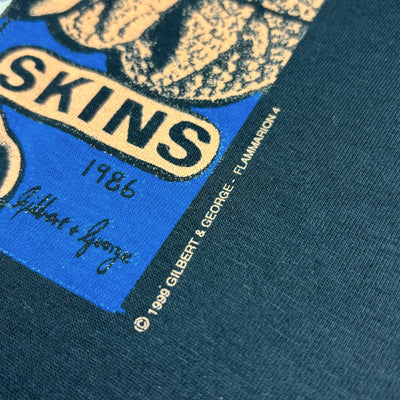 SKINS
1986
Gilbert + George
© 1999 GILBERT & GEORGE - FLAMMARION 4